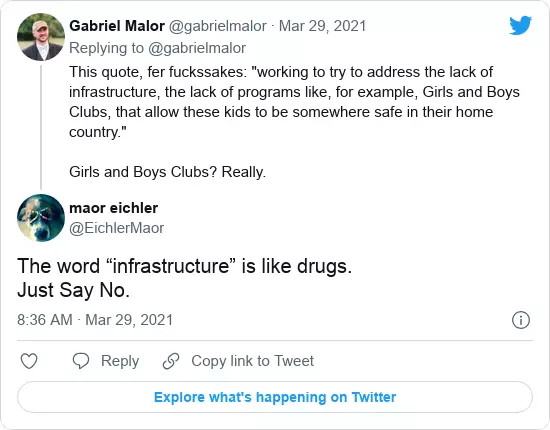 Gabriel Malor @gabrielmalor · Mar 29, 2021
Replying to @gabrielmalor
This quote, fer fuckssakes: "working to try to address the lack of
infrastructure, the lack of programs like, for example, Girls and Boys
Clubs, that allow these kids to be somewhere safe in their home
country."
Girls and Boys Clubs? Really.
maor eichler
@EichlerMaor
The word “infrastructure” is like drugs.
Just Say No.
8:36 AM · Mar 29, 2021
Reply Copy link to Tweet
Explore what's happening on Twitter